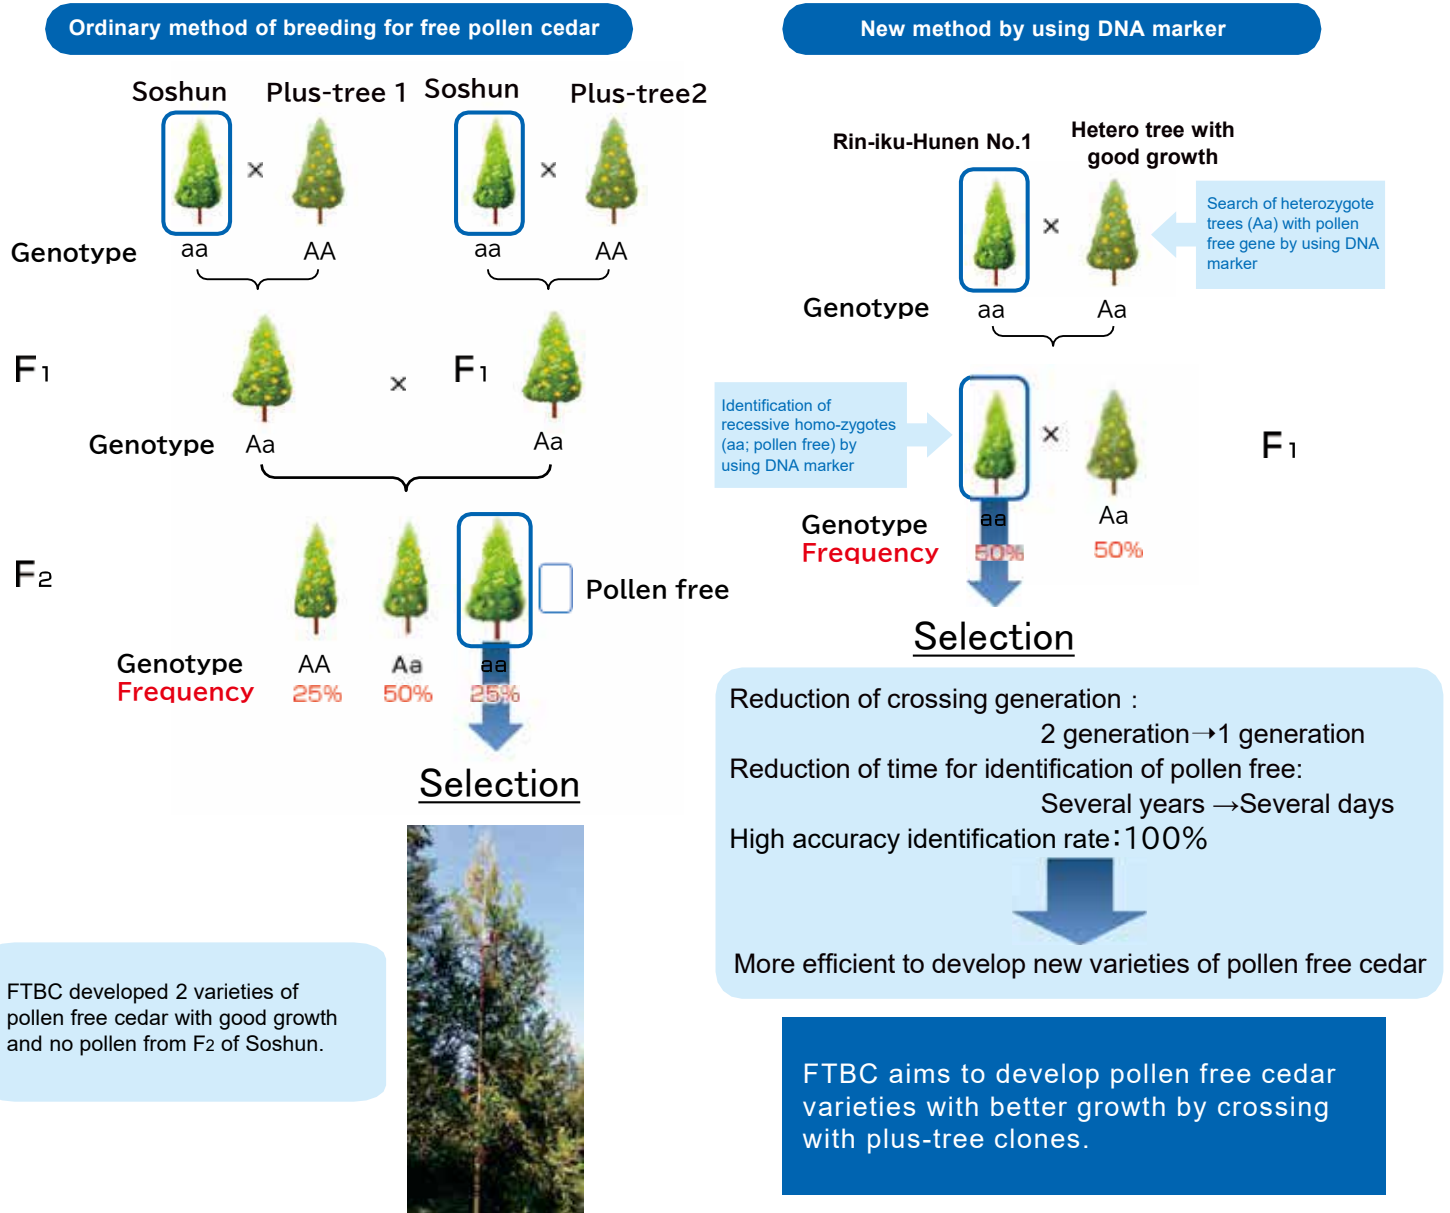 Ordinary method of breeding for free pollen cedar
Soshun
Plus-tree 1
Soshun
Plus-tree2
×
×
Genotype
aa
AA
aa
AA
F1
×
F1
Genotype
Aa
Aa
F2
Pollen free
Genotype
AA
Aa
aa
Frequency
25%
50%
25%
Selection
FTBC developed 2 varieties of
pollen free cedar with good growth
and no pollen from F2 of Soshun.
New method by using DNA marker
Rin-iku-Hunen No.1
Hetero tree with
good growth
×
Search of heterozygote
trees (Aa) with pollen
free gene by using DNA
marker
Genotype
aa
Aa
Identification of
recessive homo-zygotes
(aa; pollen free) by
using DNA marker
×
F1
Genotype
aa
Aa
Frequency
50%
50%
Selection
Reduction of crossing generation :
2 generation→1 generation
Reduction of time for identification of pollen free:
Several years →Several days
High accuracy identification rate:100%
More efficient to develop new varieties of pollen free cedar
FTBC aims to develop pollen free cedar
varieties with better growth by crossing
with plus-tree clones.